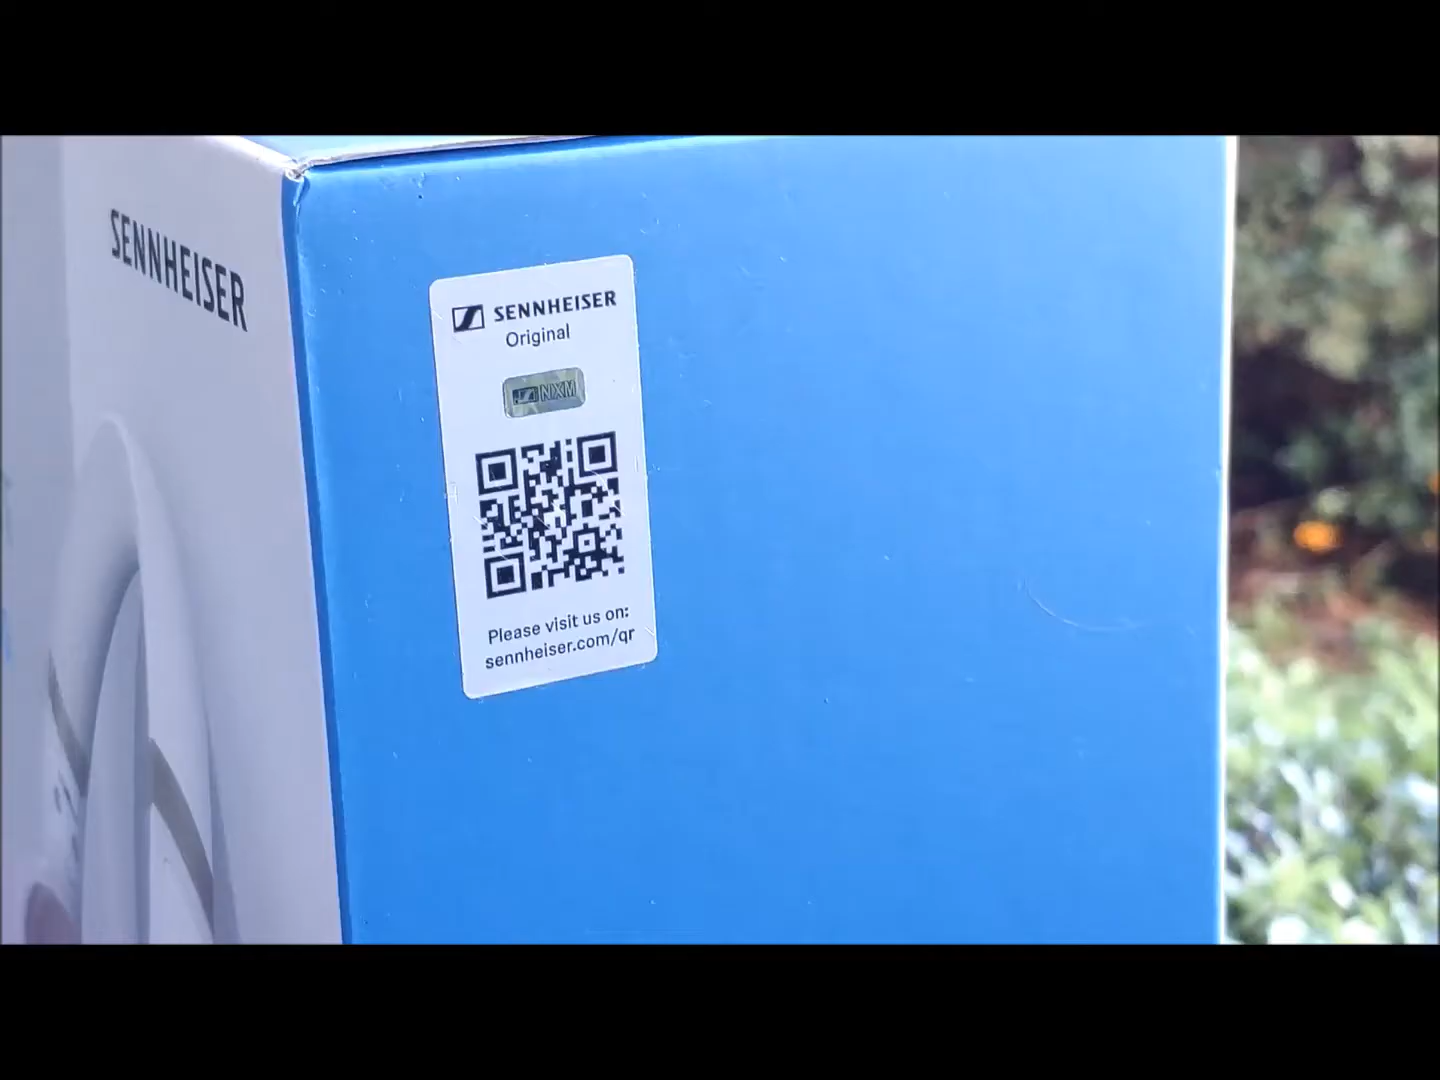 SENNHEISER
SENNHEISER
Original
NXM
Please visit us on:
sennheiser.com/qr